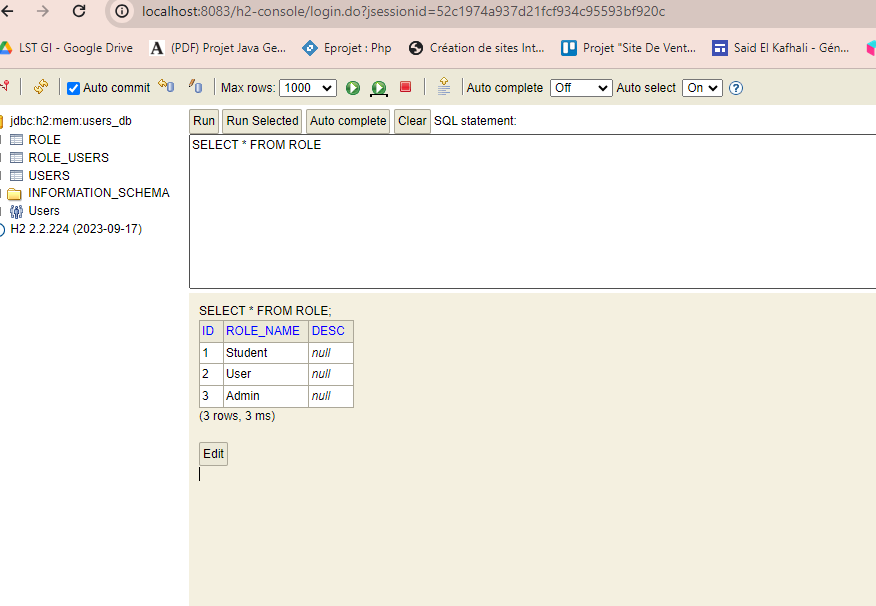 localhost:8083/h2-console/login.do?jsessionid=52c1974a937d21fcf934c95593bf920c
LST GI - Google Drive (PDF) Projet Java Ge... Eprojet : Php Création de sites Int... Projet "Site De Vent... Said El Kafhali - Gén...
Auto commit Max rows: 1000 Auto complete Off Auto select On ?
jdbc:h2:mem:users_db
ROLE
ROLE_USERS
USERS
INFORMATION_SCHEMA
Users
H2 2.2.224 (2023-09-17)
Run Run Selected Auto complete Clear SQL statement:
SELECT * FROM ROLE
SELECT * FROM ROLE;
ID ROLE_NAME DESC
1 Student null
2 User null
3 Admin null
(3 rows, 3 ms)
Edit